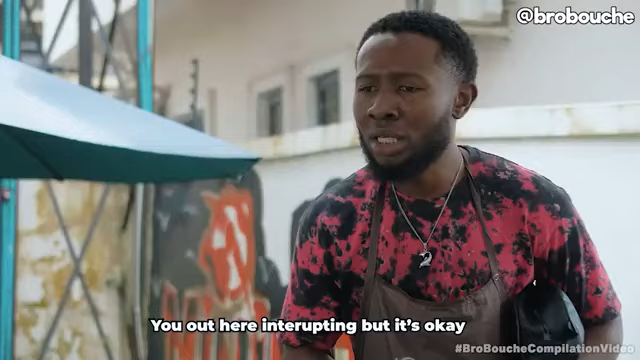 @brobouche
You out here interupting but it's okay
#BroBoucheCompilationVideo